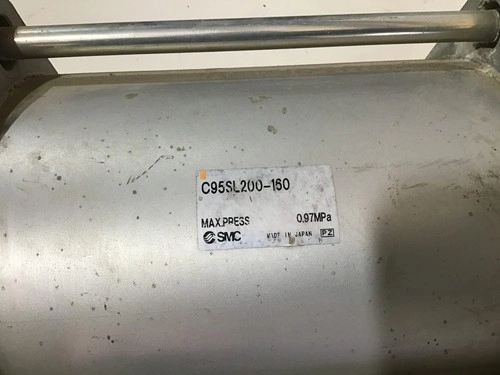 C95SL200-160
MAX.PRESS 0.97MPa
SMC MADE IN JAPAN PZ